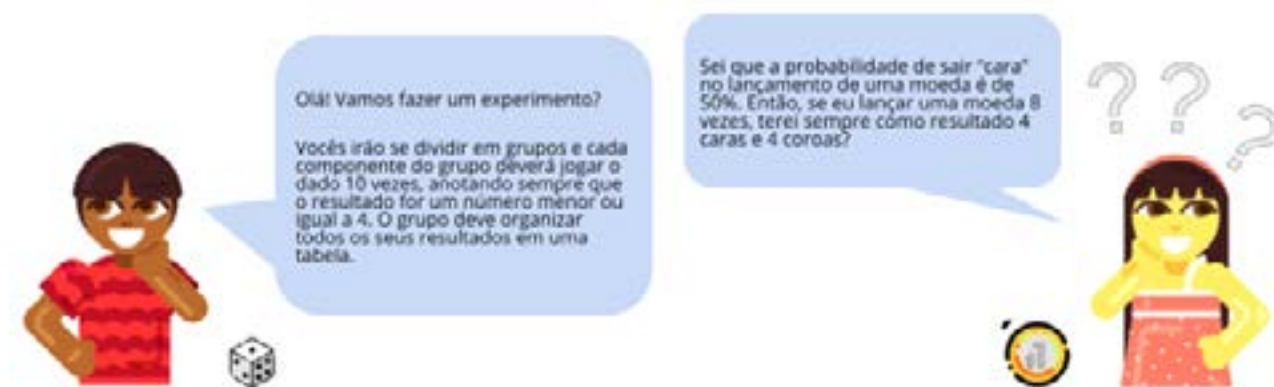 Olá! Vamos fazer um experimento?
Vocês irão se dividir em grupos e cada
componente do grupo deverá jogar o
dado 10 vezes, anotando sempre que
o resultado for um número menor ou
igual a 4. O grupo deve organizar
todos os seus resultados em uma
tabela.
Sei que a probabilidade de sair "cara"
no lançamento de uma moeda é de
50%. Então, se eu lançar uma moeda 8
vezes, terei sempre como resultado 4
caras e 4 coroas?
? ? ?